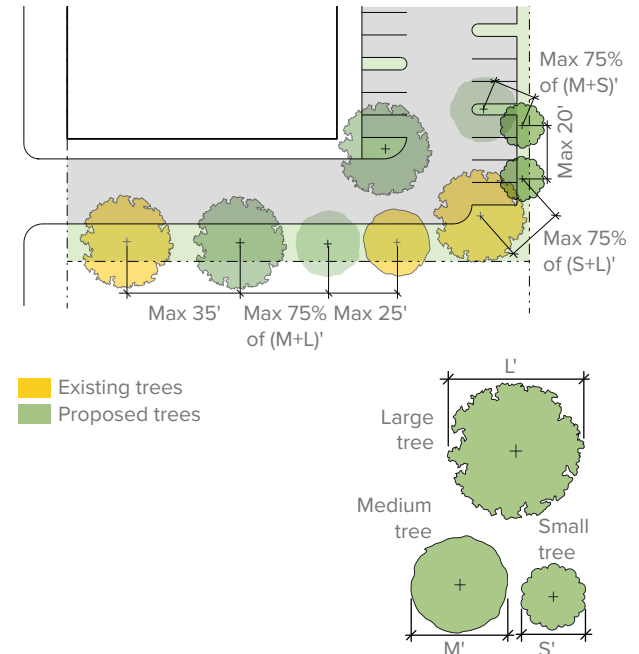 Max 75%
of (M+S)'
Max 20'
Max 75%
of (S+L)'
Max 35'
Max 75%
of (M+L)'
Max 25'
Existing trees
Proposed trees
L'
Large
tree
Medium
tree
Small
tree
M'
S'